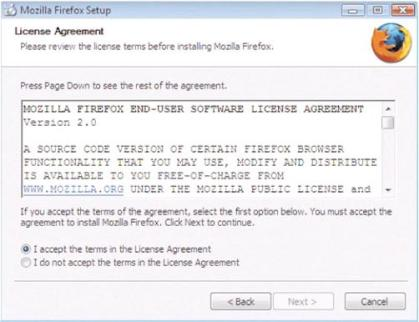 Mozilla Firefox Setup
License Agreement
Please review the license terms before installing Mozilla Firefox.
Press Page Down to see the rest of the agreement.
MOZILLA FIREFOX END-USER SOFTWARE LICENSE AGREEMENT
Version 2.0
A SOURCE CODE VERSION OF CERTAIN FIREFOX BROWSER
FUNCTIONALITY THAT YOU MAY USE, MODIFY AND DISTRIBUTE
IS AVAILABLE TO YOU FREE-OF-CHARGE FROM
WWW.MOZILLA.ORG UNDER THE MOZILLA PUBLIC LICENSE and
If you accept the terms of the agreement, select the first option below. You must accept the
agreement to install Mozilla Firefox. Click Next to continue.
I accept the terms in the License Agreement
I do not accept the terms in the License Agreement
< Back Next > Cancel